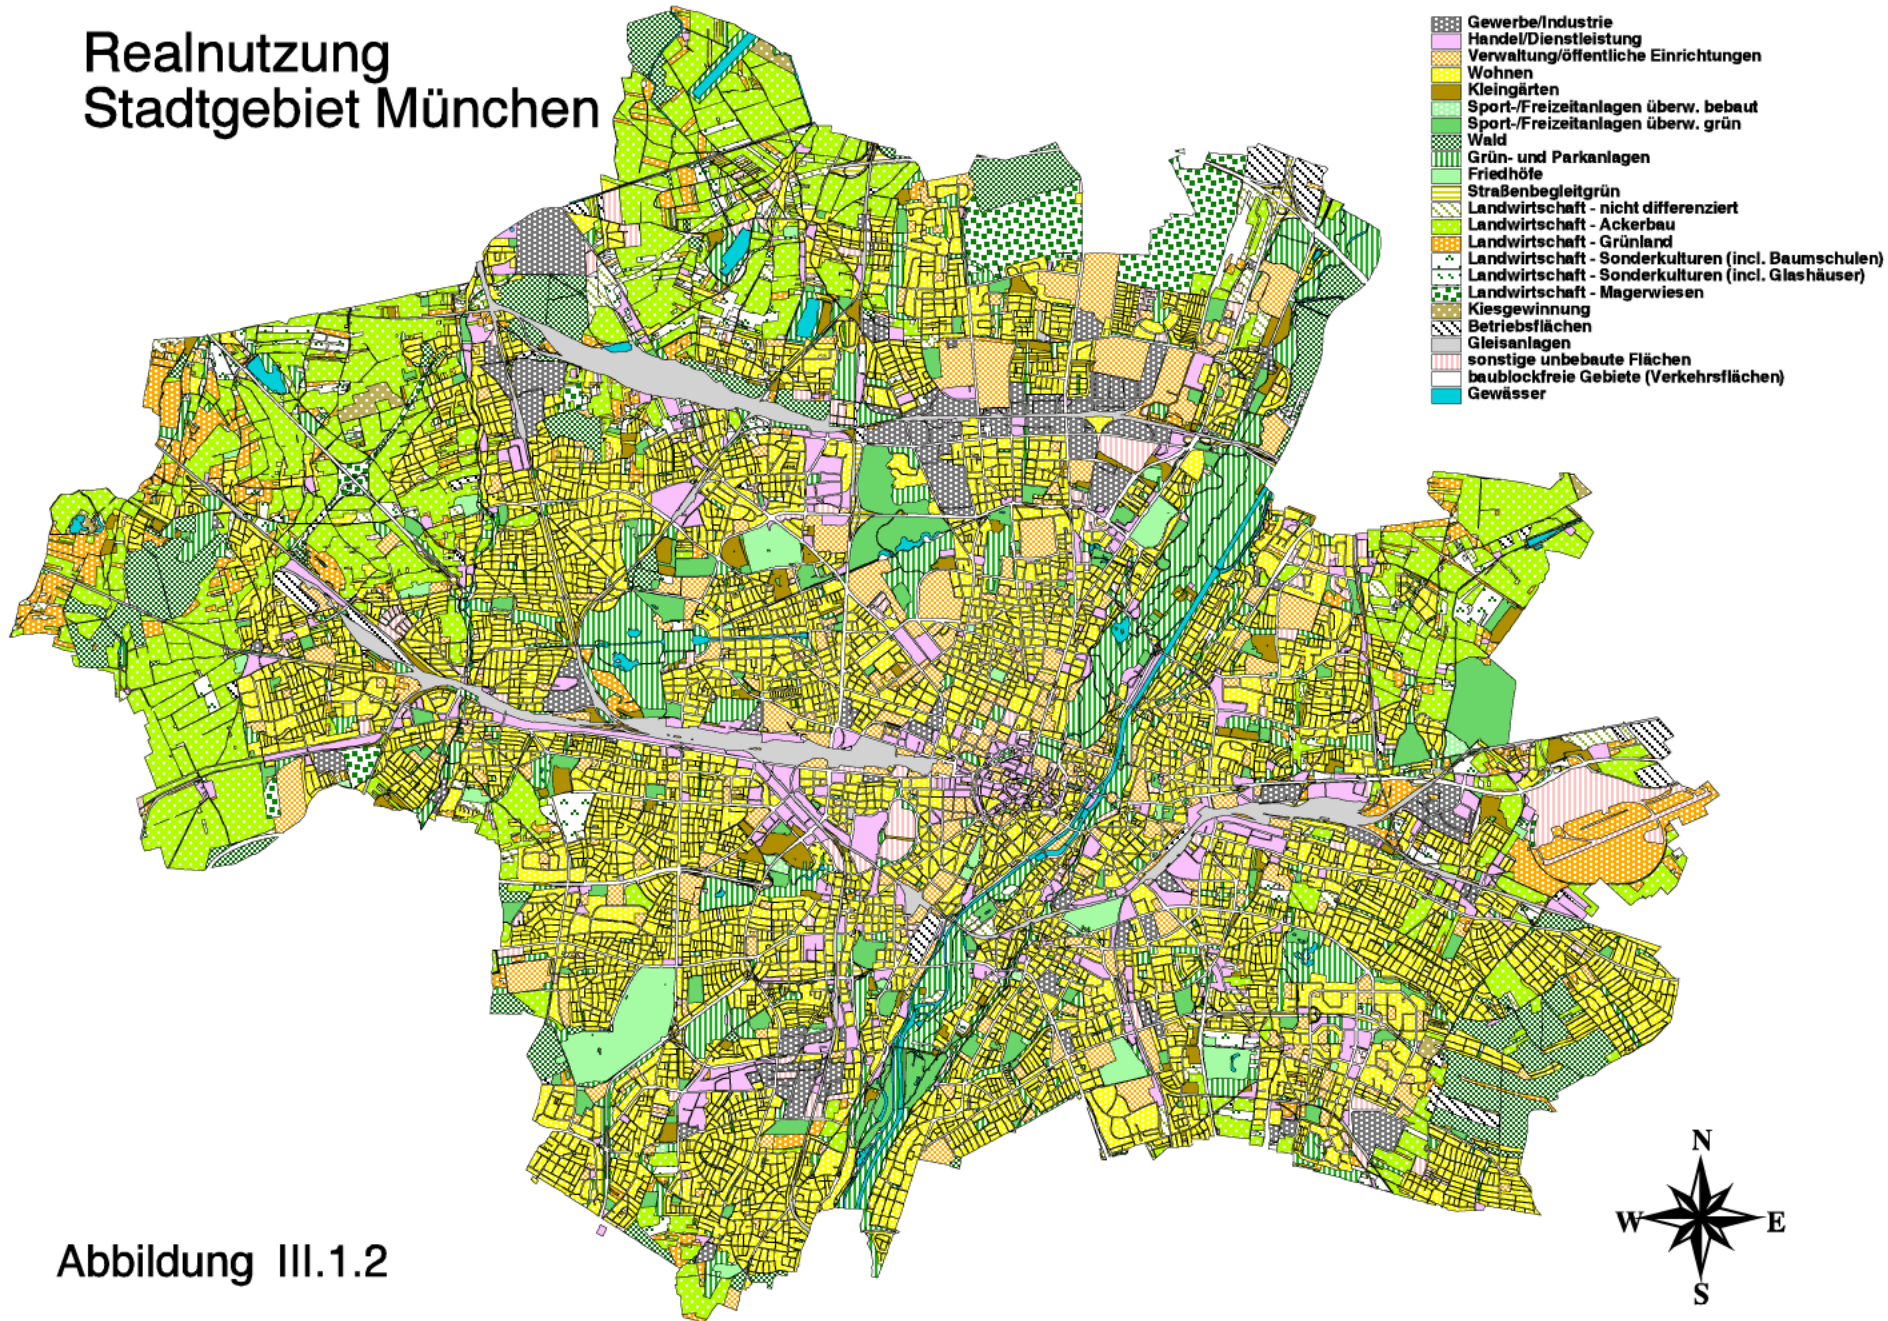 Realnutzung
Stadtgebiet München
Gewerbe/Industrie
Handel/Dienstleistung
Verwaltung/öffentliche Einrichtungen
Wohnen
Kleingärten
Sport-/Freizeitanlagen überw. bebaut
Sport-/Freizeitanlagen überw. grün
Wald
Grün- und Parkanlagen
Friedhöfe
Straßenbegleitgrün
Landwirtschaft - nicht differenziert
Landwirtschaft - Ackerbau
Landwirtschaft - Grünland
Landwirtschaft - Sonderkulturen (incl. Baumschulen)
Landwirtschaft - Sonderkulturen (incl. Glashäuser)
Landwirtschaft - Magerwiesen
Kiesgewinnung
Betriebsflächen
Gleisanlagen
sonstige unbebaute Flächen
baublockfreie Gebiete (Verkehrsflächen)
Gewässer
N
W E
S
Abbildung III.1.2